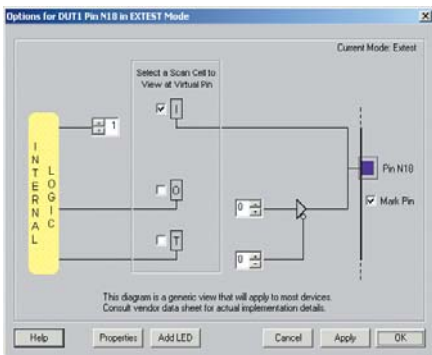 Options for DUT1 Pin N18 in EXTEST Mode
Current Mode: Extest
Select a Scan Cell to
View at Virtual Pin
INTERNAL
LOGIC
1
I
O
T
0
0
Pin N18
Mark Pin
This diagram is a generic view that will apply to most devices.
Consult vendor data sheet for actual implementation details.
Help
Properties
Add LED
Cancel
Apply
OK